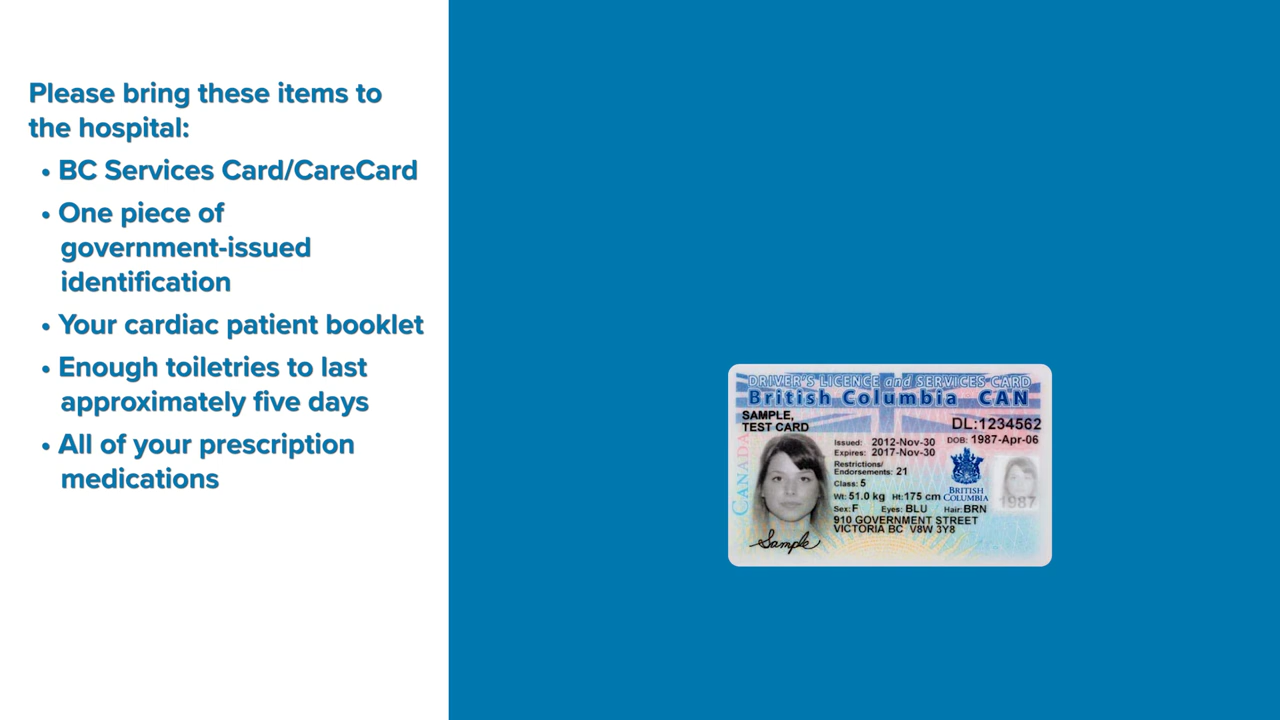 Please bring these items to
the hospital:
• BC Services Card/CareCard
• One piece of
government-issued
identification
• Your cardiac patient booklet
• Enough toiletries to last
approximately five days
• All of your prescription
medications
DRIVER'S LICENCE and SERVICES CARD
British Columbia CAN
SAMPLE,
TEST CARD
DL:1234562
Issued: 2012-Nov-30
DOB: 1987-Apr-06
Expires: 2017-Nov-30
Restrictions/
Endorsements: 21
Class: 5
Wt: 51.0 kg Ht: 175 cm
BRITISH
COLUMBIA
1987
Sex: F Eyes: BLU Hair: BRN
910 GOVERNMENT STREET
VICTORIA BC V8W 3Y8
CANADA
Sample